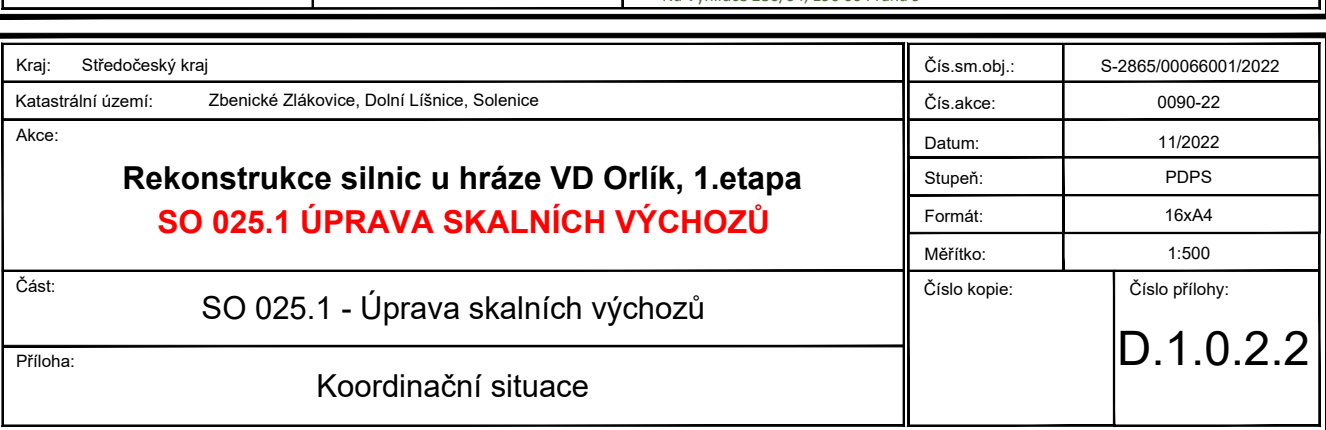 Kraj: Středočeský kraj
Čís.sm.obj.: S-2865/00066001/2022
Katastrální území: Zbenické Zlákovice, Dolní Líšnice, Solenice
Čís.akce: 0090-22
Akce:
Rekonstrukce silnic u hráze VD Orlík, 1.etapa
SO 025.1 ÚPRAVA SKALNÍCH VÝCHOZŮ
Datum: 11/2022
Stupeň: PDPS
Formát: 16xA4
Měřítko: 1:500
Část:
SO 025.1 - Úprava skalních výchozů
Číslo kopie:
Číslo přílohy:
D.1.0.2.2
Příloha:
Koordinační situace